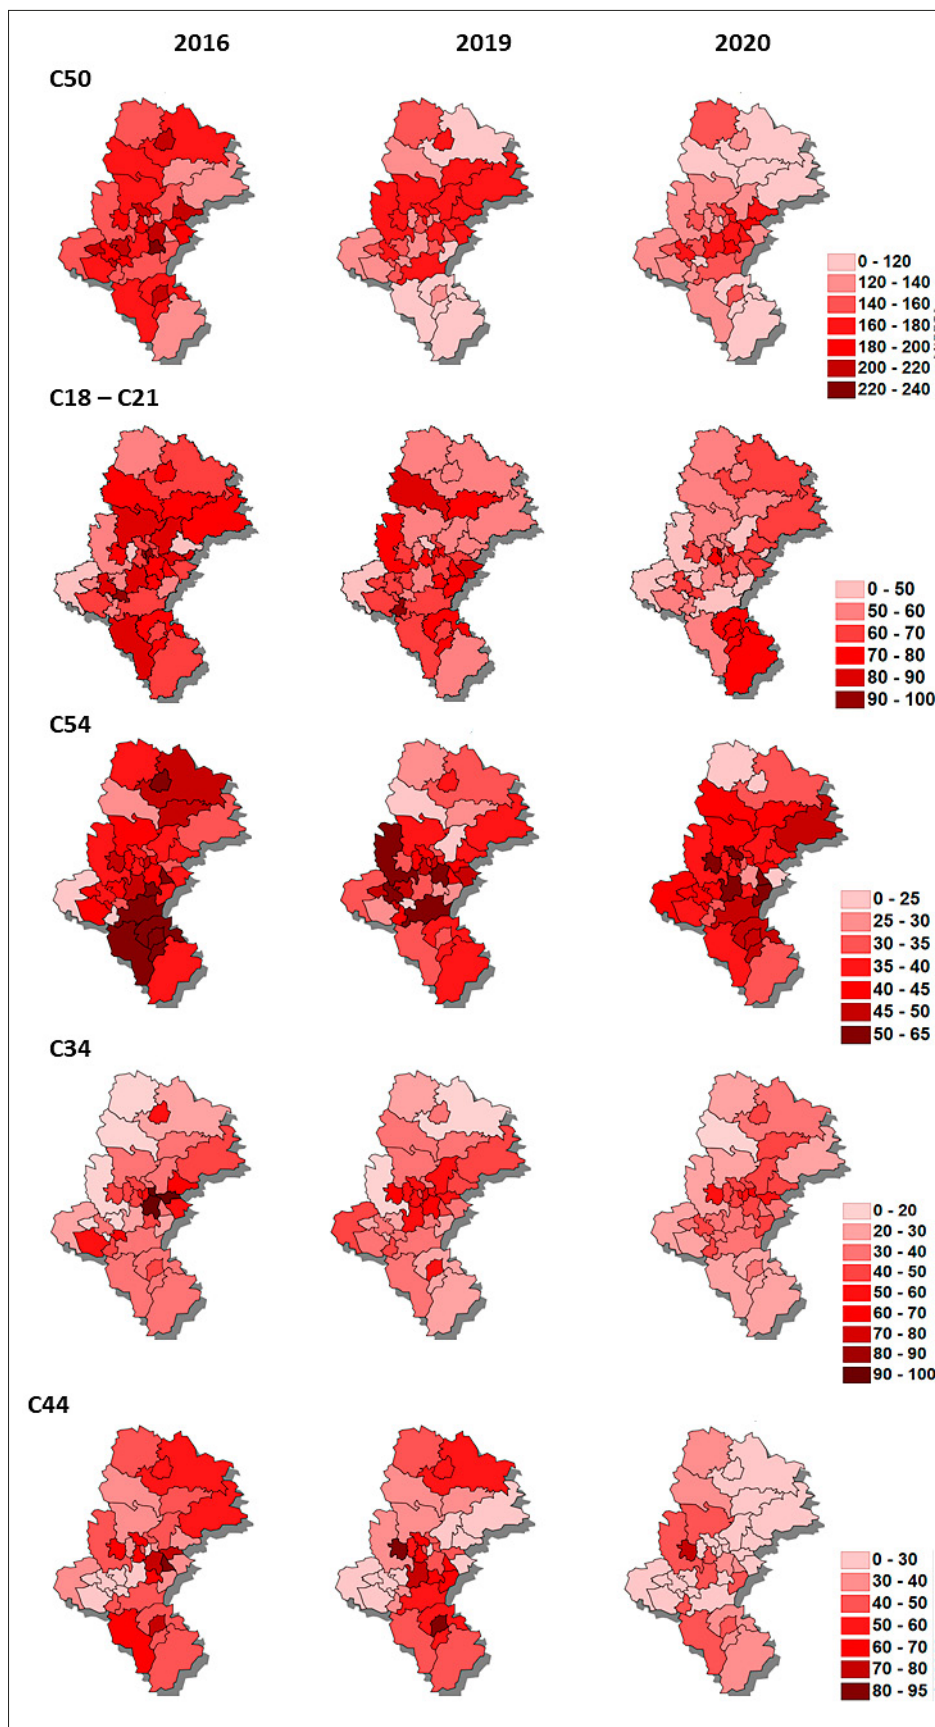 2016 2019 2020
C50
0 - 120
120 - 140
140 - 160
160 - 180
180 - 200
200 - 220
220 - 240
C18 – C21
0 - 50
50 - 60
60 - 70
70 - 80
80 - 90
90 - 100
C54
0 - 25
25 - 30
30 - 35
35 - 40
40 - 45
45 - 50
50 - 65
C34
0 - 20
20 - 30
30 - 40
40 - 50
50 - 60
60 - 70
70 - 80
80 - 90
90 - 100
C44
0 - 30
30 - 40
40 - 50
50 - 60
60 - 70
70 - 80
80 - 95